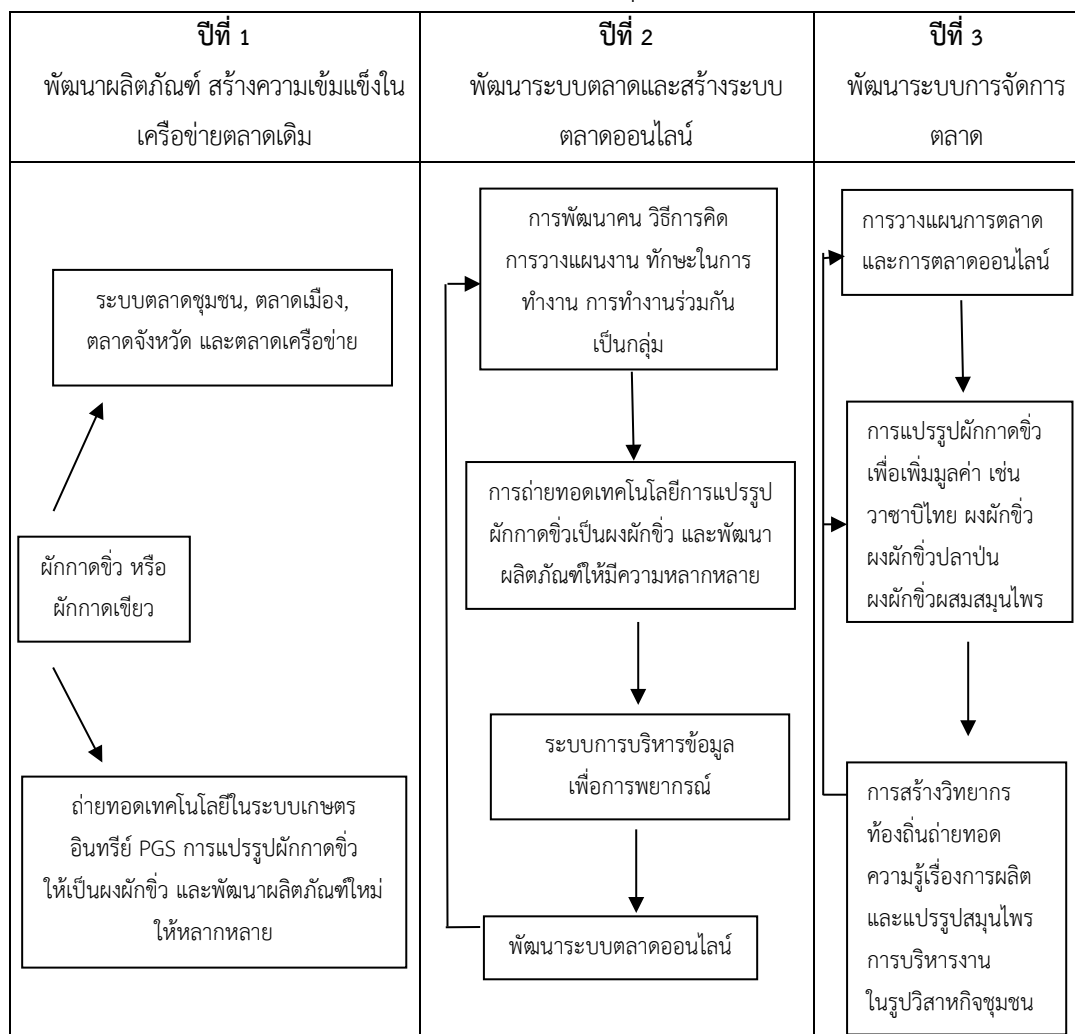 ปีที่ 1
พัฒนาผลิตภัณฑ์ สร้างความเข้มแข็งใน
เครือข่ายตลาดเดิม
ปีที่ 2
พัฒนาระบบตลาดและสร้างระบบ
ตลาดออนไลน์
ปีที่ 3
พัฒนาระบบการจัดการ
ตลาด
ระบบตลาดชุมชน, ตลาดเมือง,
ตลาดจังหวัด และตลาดเครือข่าย
ผักกาดขิ่ว หรือ
ผักกาดเขียว
ถ่ายทอดเทคโนโลยีในระบบเกษตร
อินทรีย์ PGS การแปรรูปผักกาดขิ่ว
ให้เป็นผงผักขิ่ว และพัฒนาผลิตภัณฑ์ใหม่
ให้หลากหลาย
การพัฒนาคน วิธีการคิด
การวางแผนงาน ทักษะในการ
ทำงาน การทำงานร่วมกัน
เป็นกลุ่ม
การถ่ายทอดเทคโนโลยีการแปรรูป
ผักกาดขิ่วเป็นผงผักขิ่ว และพัฒนา
ผลิตภัณฑ์ให้มีความหลากหลาย
ระบบการบริหารข้อมูล
เพื่อการพยากรณ์
พัฒนาระบบตลาดออนไลน์
การวางแผนการตลาด
และการตลาดออนไลน์
การแปรรูปผักกาดขิ่ว
เพื่อเพิ่มมูลค่า เช่น
วาซาบิไทย ผงผักขิ่ว
ผงผักขิ่วปลาป่น
ผงผักขิ่วผสมสมุนไพร
การสร้างวิทยากร
ท้องถิ่นถ่ายทอด
ความรู้เรื่องการผลิต
และแปรรูปสมุนไพร
การบริหารงาน
ในรูปวิสาหกิจชุมชน